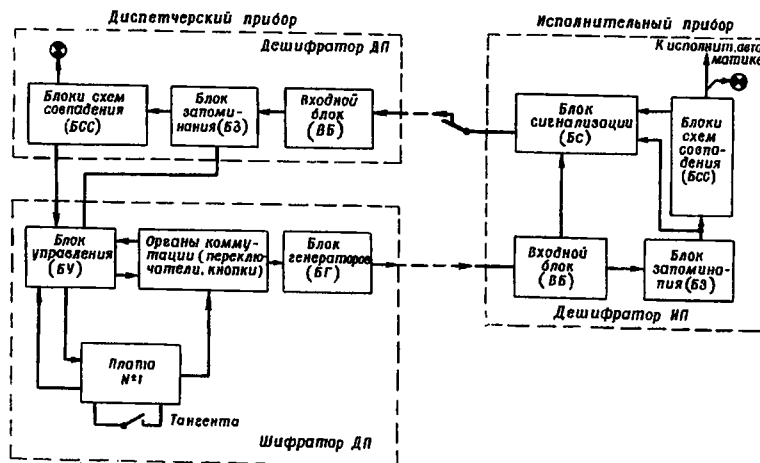 Диспетчерский прибор
Дешифратор ДП
Блоки схем
совпадения
(БСС)
Блок
запоми-
нания(БЗ)
Входной
блок
(ВБ)
Исполнительный прибор
К исполнит. авто
матике
Блок
сигнализации
(БС)
Блоки
схем
совпа-
дения
(БСС)
Блок
управления
(БУ)
Органы комму-
тации (переклю-
чатели, кнопки)
Блок
генераторов
(БГ)
Входной
блок
(ВБ)
Блок
запомина-
ния(БЗ)
Дешифратор ИП
Плата
№1
Тангента
Шифратор ДП